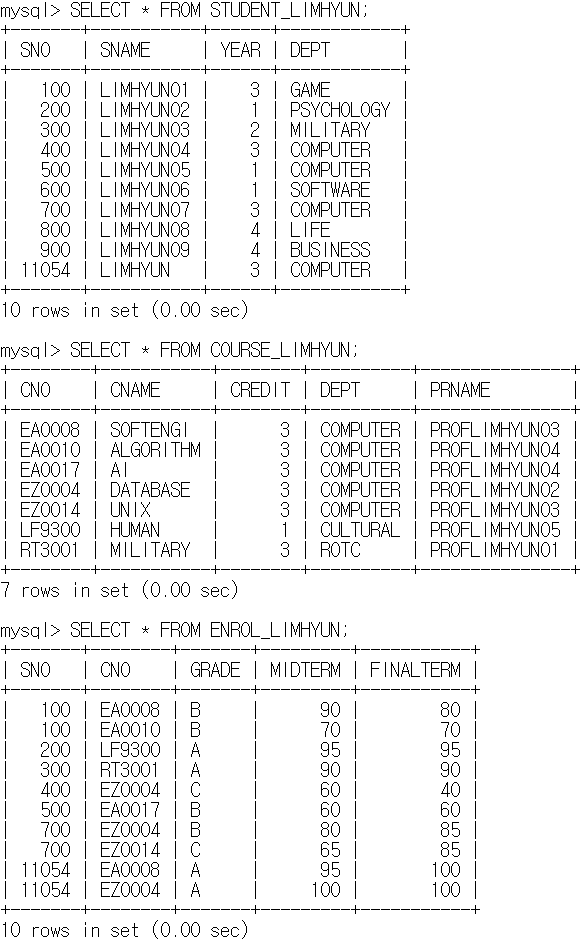 mysql> SELECT * FROM STUDENT_LIMHYUN;
+-------+-----------+------+------------+
| SNO   | SNAME     | YEAR | DEPT       |
+-------+-----------+------+------------+
|   100 | LIMHYUN01 |    3 | GAME       |
|   200 | LIMHYUN02 |    1 | PSYCHOLOGY |
|   300 | LIMHYUN03 |    2 | MILITARY   |
|   400 | LIMHYUN04 |    3 | COMPUTER   |
|   500 | LIMHYUN05 |    1 | COMPUTER   |
|   600 | LIMHYUN06 |    1 | SOFTWARE   |
|   700 | LIMHYUN07 |    3 | COMPUTER   |
|   800 | LIMHYUN08 |    4 | LIFE       |
|   900 | LIMHYUN09 |    4 | BUSINESS   |
| 11054 | LIMHYUN   |    3 | COMPUTER   |
+-------+-----------+------+------------+
10 rows in set (0.00 sec)

mysql> SELECT * FROM COURSE_LIMHYUN;
+--------+-----------+--------+----------+---------------+
| CNO    | CNAME     | CREDIT | DEPT     | PRNAME        |
+--------+-----------+--------+----------+---------------+
| EA0008 | SOFTENGI  |      3 | COMPUTER | PROFLIMHYUN03 |
| EA0010 | ALGORITHM |      3 | COMPUTER | PROFLIMHYUN04 |
| EA0017 | AI        |      3 | COMPUTER | PROFLIMHYUN04 |
| EZ0004 | DATABASE  |      3 | COMPUTER | PROFLIMHYUN02 |
| EZ0014 | UNIX      |      3 | COMPUTER | PROFLIMHYUN03 |
| LF9300 | HUMAN     |      1 | CULTURAL | PROFLIMHYUN05 |
| RT3001 | MILITARY  |      3 | ROTC     | PROFLIMHYUN01 |
+--------+-----------+--------+----------+---------------+
7 rows in set (0.00 sec)

mysql> SELECT * FROM ENROL_LIMHYUN;
+-------+--------+-------+---------+-----------+
| SNO   | CNO    | GRADE | MIDTERM | FINALTERM |
+-------+--------+-------+---------+-----------+
|   100 | EA0008 | B     |      90 |        80 |
|   100 | EA0010 | B     |      70 |        70 |
|   200 | LF9300 | A     |      95 |        95 |
|   300 | RT3001 | A     |      90 |        90 |
|   400 | EZ0004 | C     |      60 |        40 |
|   500 | EA0017 | B     |      60 |        60 |
|   700 | EZ0004 | B     |      80 |        85 |
|   700 | EZ0014 | C     |      65 |        85 |
| 11054 | EA0008 | A     |      95 |       100 |
| 11054 | EZ0004 | A     |     100 |       100 |
+-------+--------+-------+---------+-----------+
10 rows in set (0.00 sec)